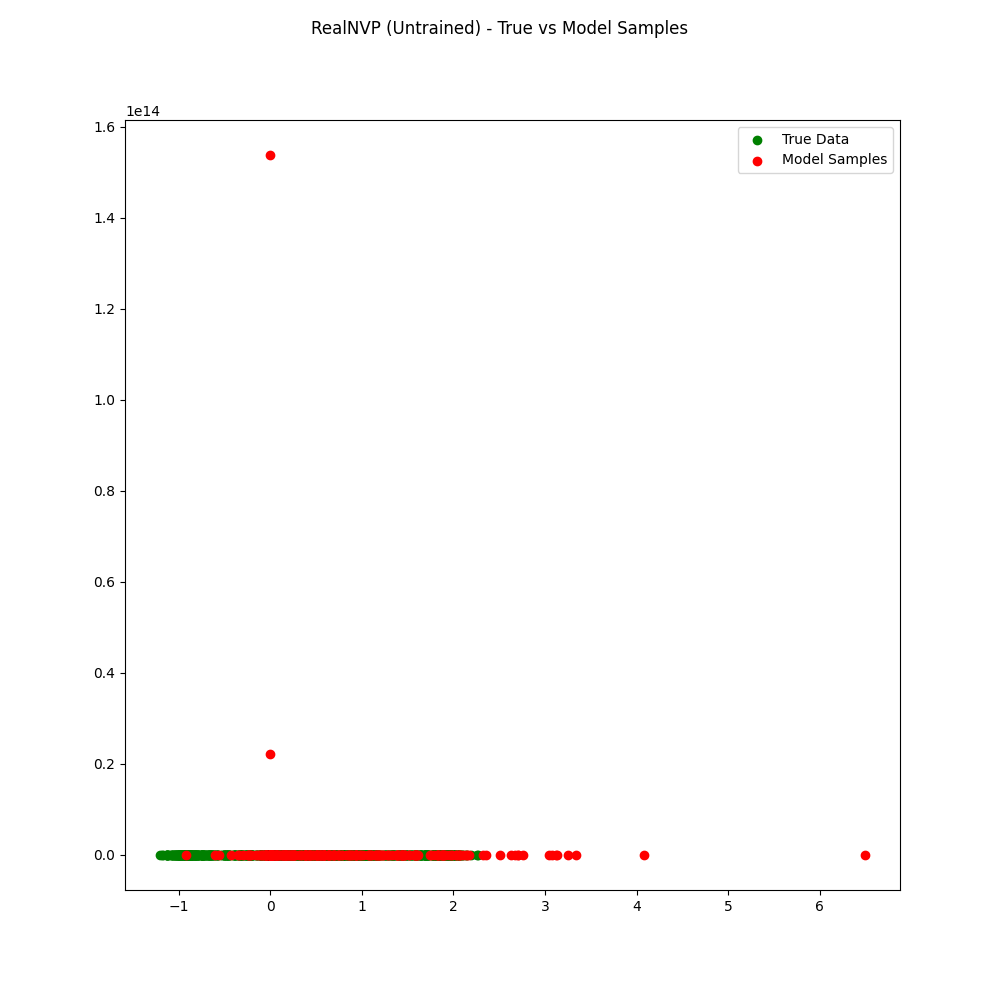 RealNVP (Untrained) - True vs Model Samples
1e14
True Data
Model Samples
1.6
1.4
1.2
1.0
0.8
0.6
0.4
0.2
0.0
−1 0 1 2 3 4 5 6